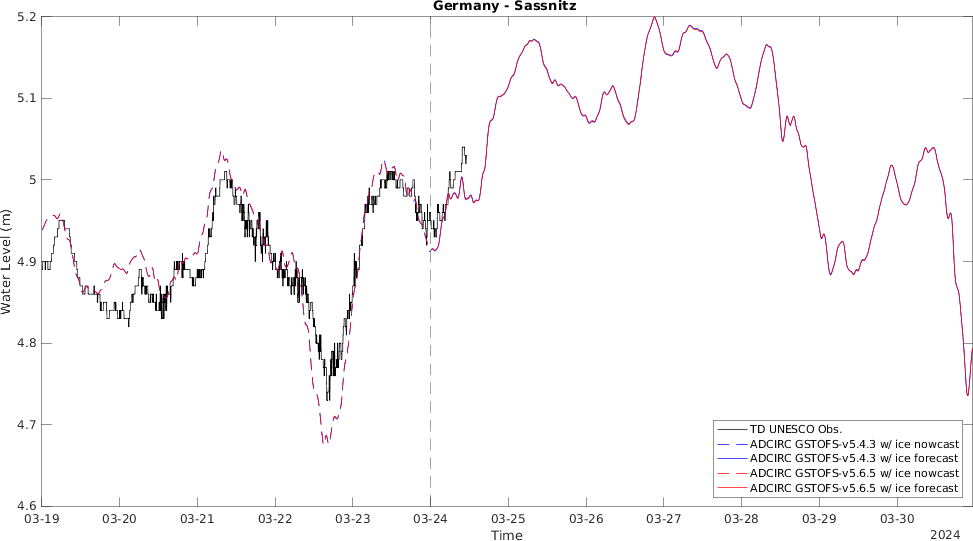 Germany - Sassnitz
5.2
5.1
5
4.9
4.8
4.7
4.6
Water Level (m)
TD UNESCO Obs.
ADCIRC GSTOFS-v5.4.3 w/ ice nowcast
ADCIRC GSTOFS-v5.4.3 w/ ice forecast
ADCIRC GSTOFS-v5.6.5 w/ ice nowcast
ADCIRC GSTOFS-v5.6.5 w/ ice forecast
03-19 03-20 03-21 03-22 03-23 03-24 03-25 03-26 03-27 03-28 03-29 03-30
Time
2024